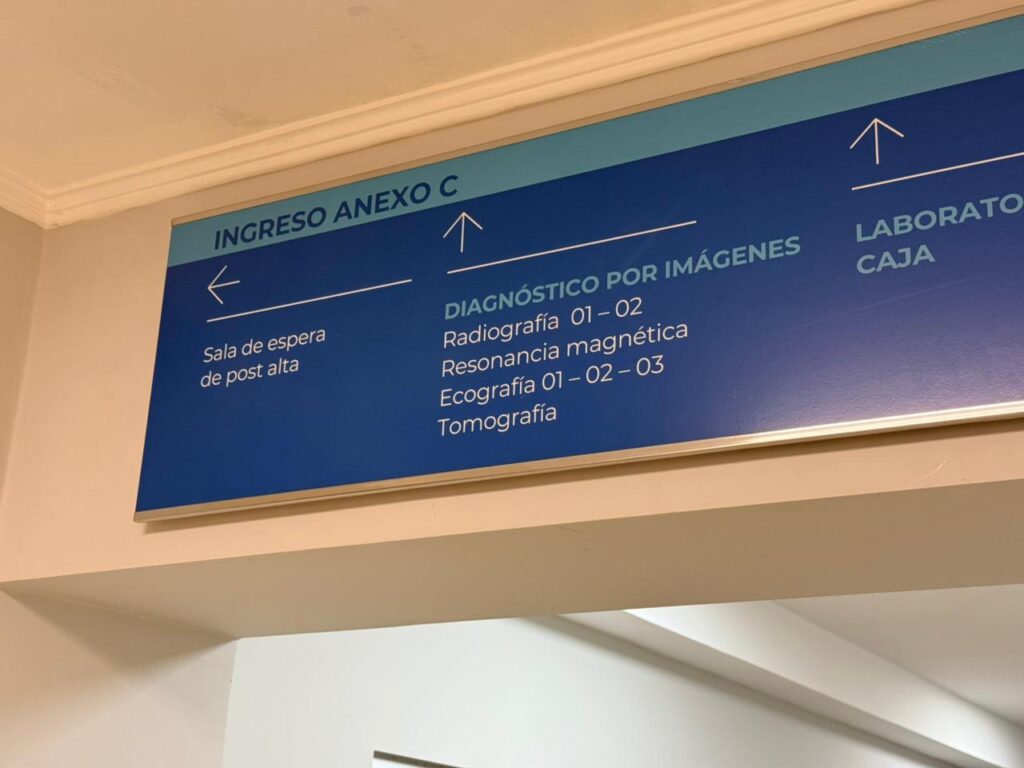 INGRESO ANEXO C
Sala de espera
de post alta
DIAGNÓSTICO POR IMÁGENES
Radiografía 01 – 02
Resonancia magnética
Ecografía 01 – 02 – 03
Tomografía
LABORATO
CAJA